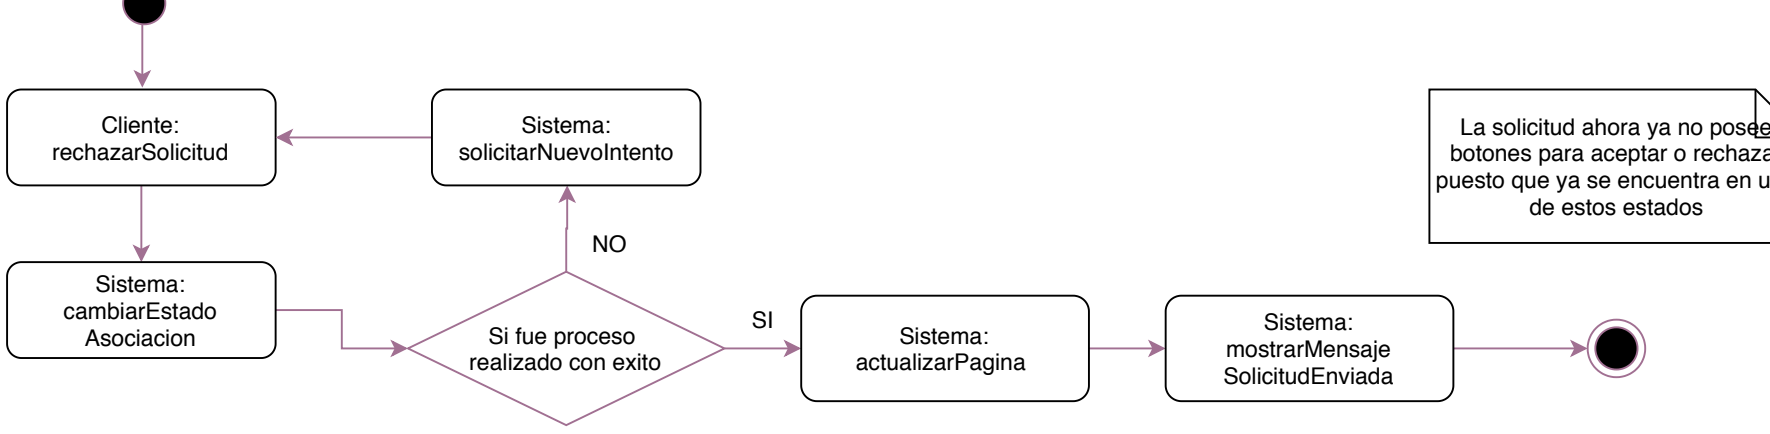 Cliente:
rechazarSolicitud
Sistema:
solicitarNuevoIntento
La solicitud ahora ya no posee
botones para aceptar o rechaza
puesto que ya se encuentra en u
de estos estados
NO
Sistema:
cambiarEstado
Asociacion
Si fue proceso
realizado con exito
SI
Sistema:
actualizarPagina
Sistema:
mostrarMensaje
SolicitudEnviada